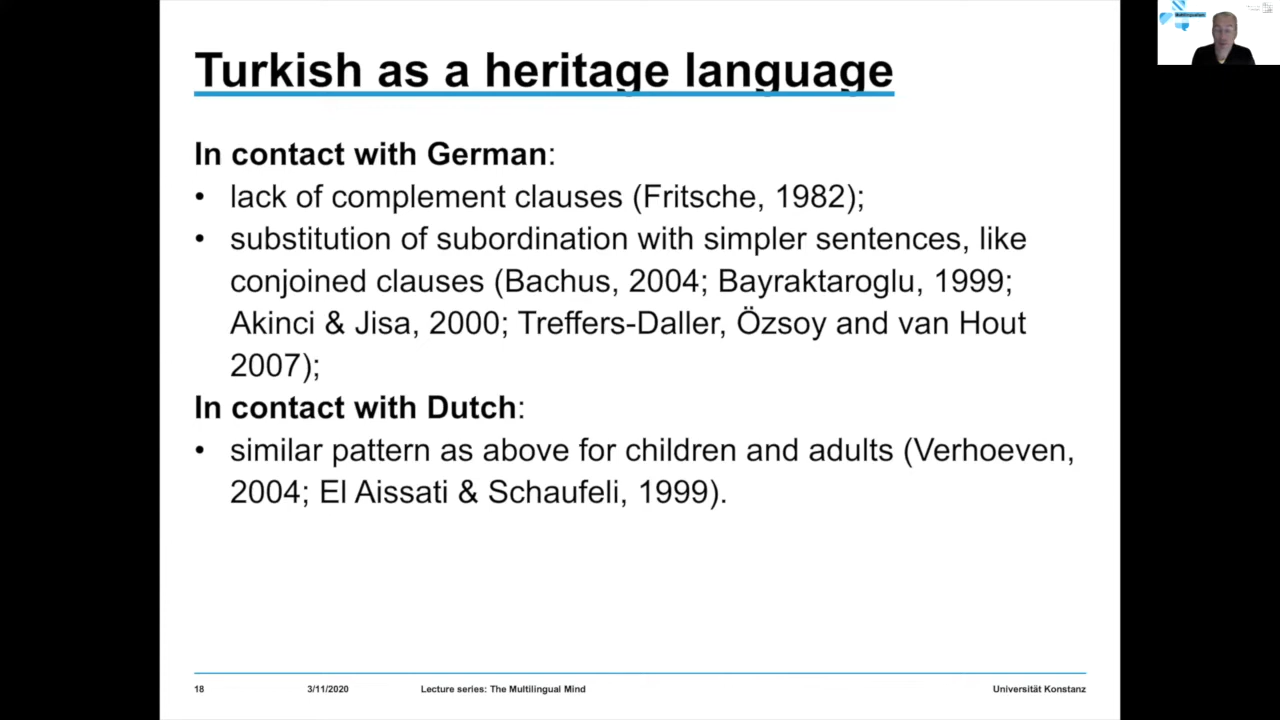 Turkish as a heritage language
In contact with German:
• lack of complement clauses (Fritsche, 1982);
• substitution of subordination with simpler sentences, like
conjoined clauses (Bachus, 2004; Bayraktaroglu, 1999;
Akinci & Jisa, 2000; Treffers-Daller, Özsoy and van Hout
2007);
In contact with Dutch:
• similar pattern as above for children and adults (Verhoeven,
2004; El Aissati & Schaufeli, 1999).
18 3/11/2020 Lecture series: The Multilingual Mind Universität Konstanz